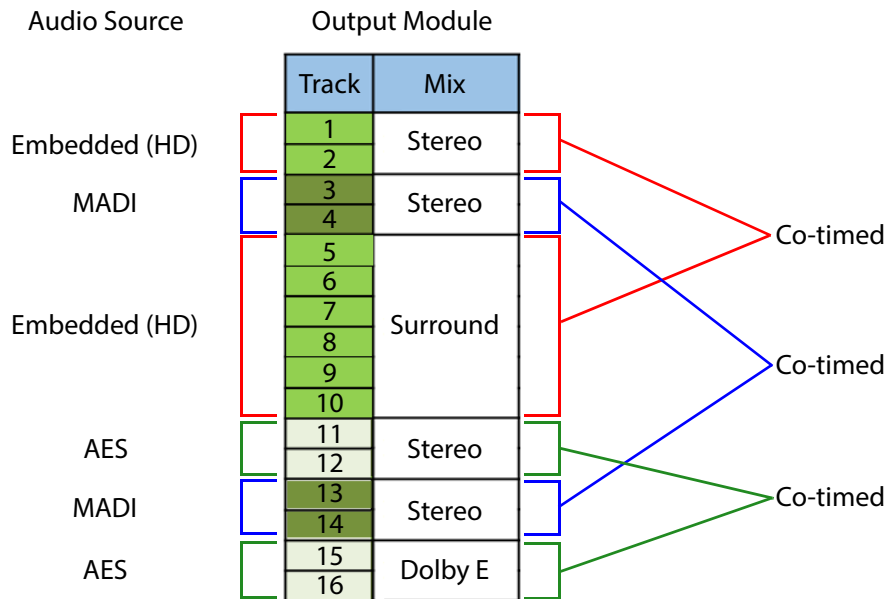 Audio Source Output Module
Track Mix
1
Embedded (HD) Stereo
2
3
MADI Stereo
4
5
Co-timed
6
7
Embedded (HD) Surround
8
9
Co-timed
10
11
AES Stereo
12
13
Co-timed
MADI Stereo
14
15
AES Dolby E
16